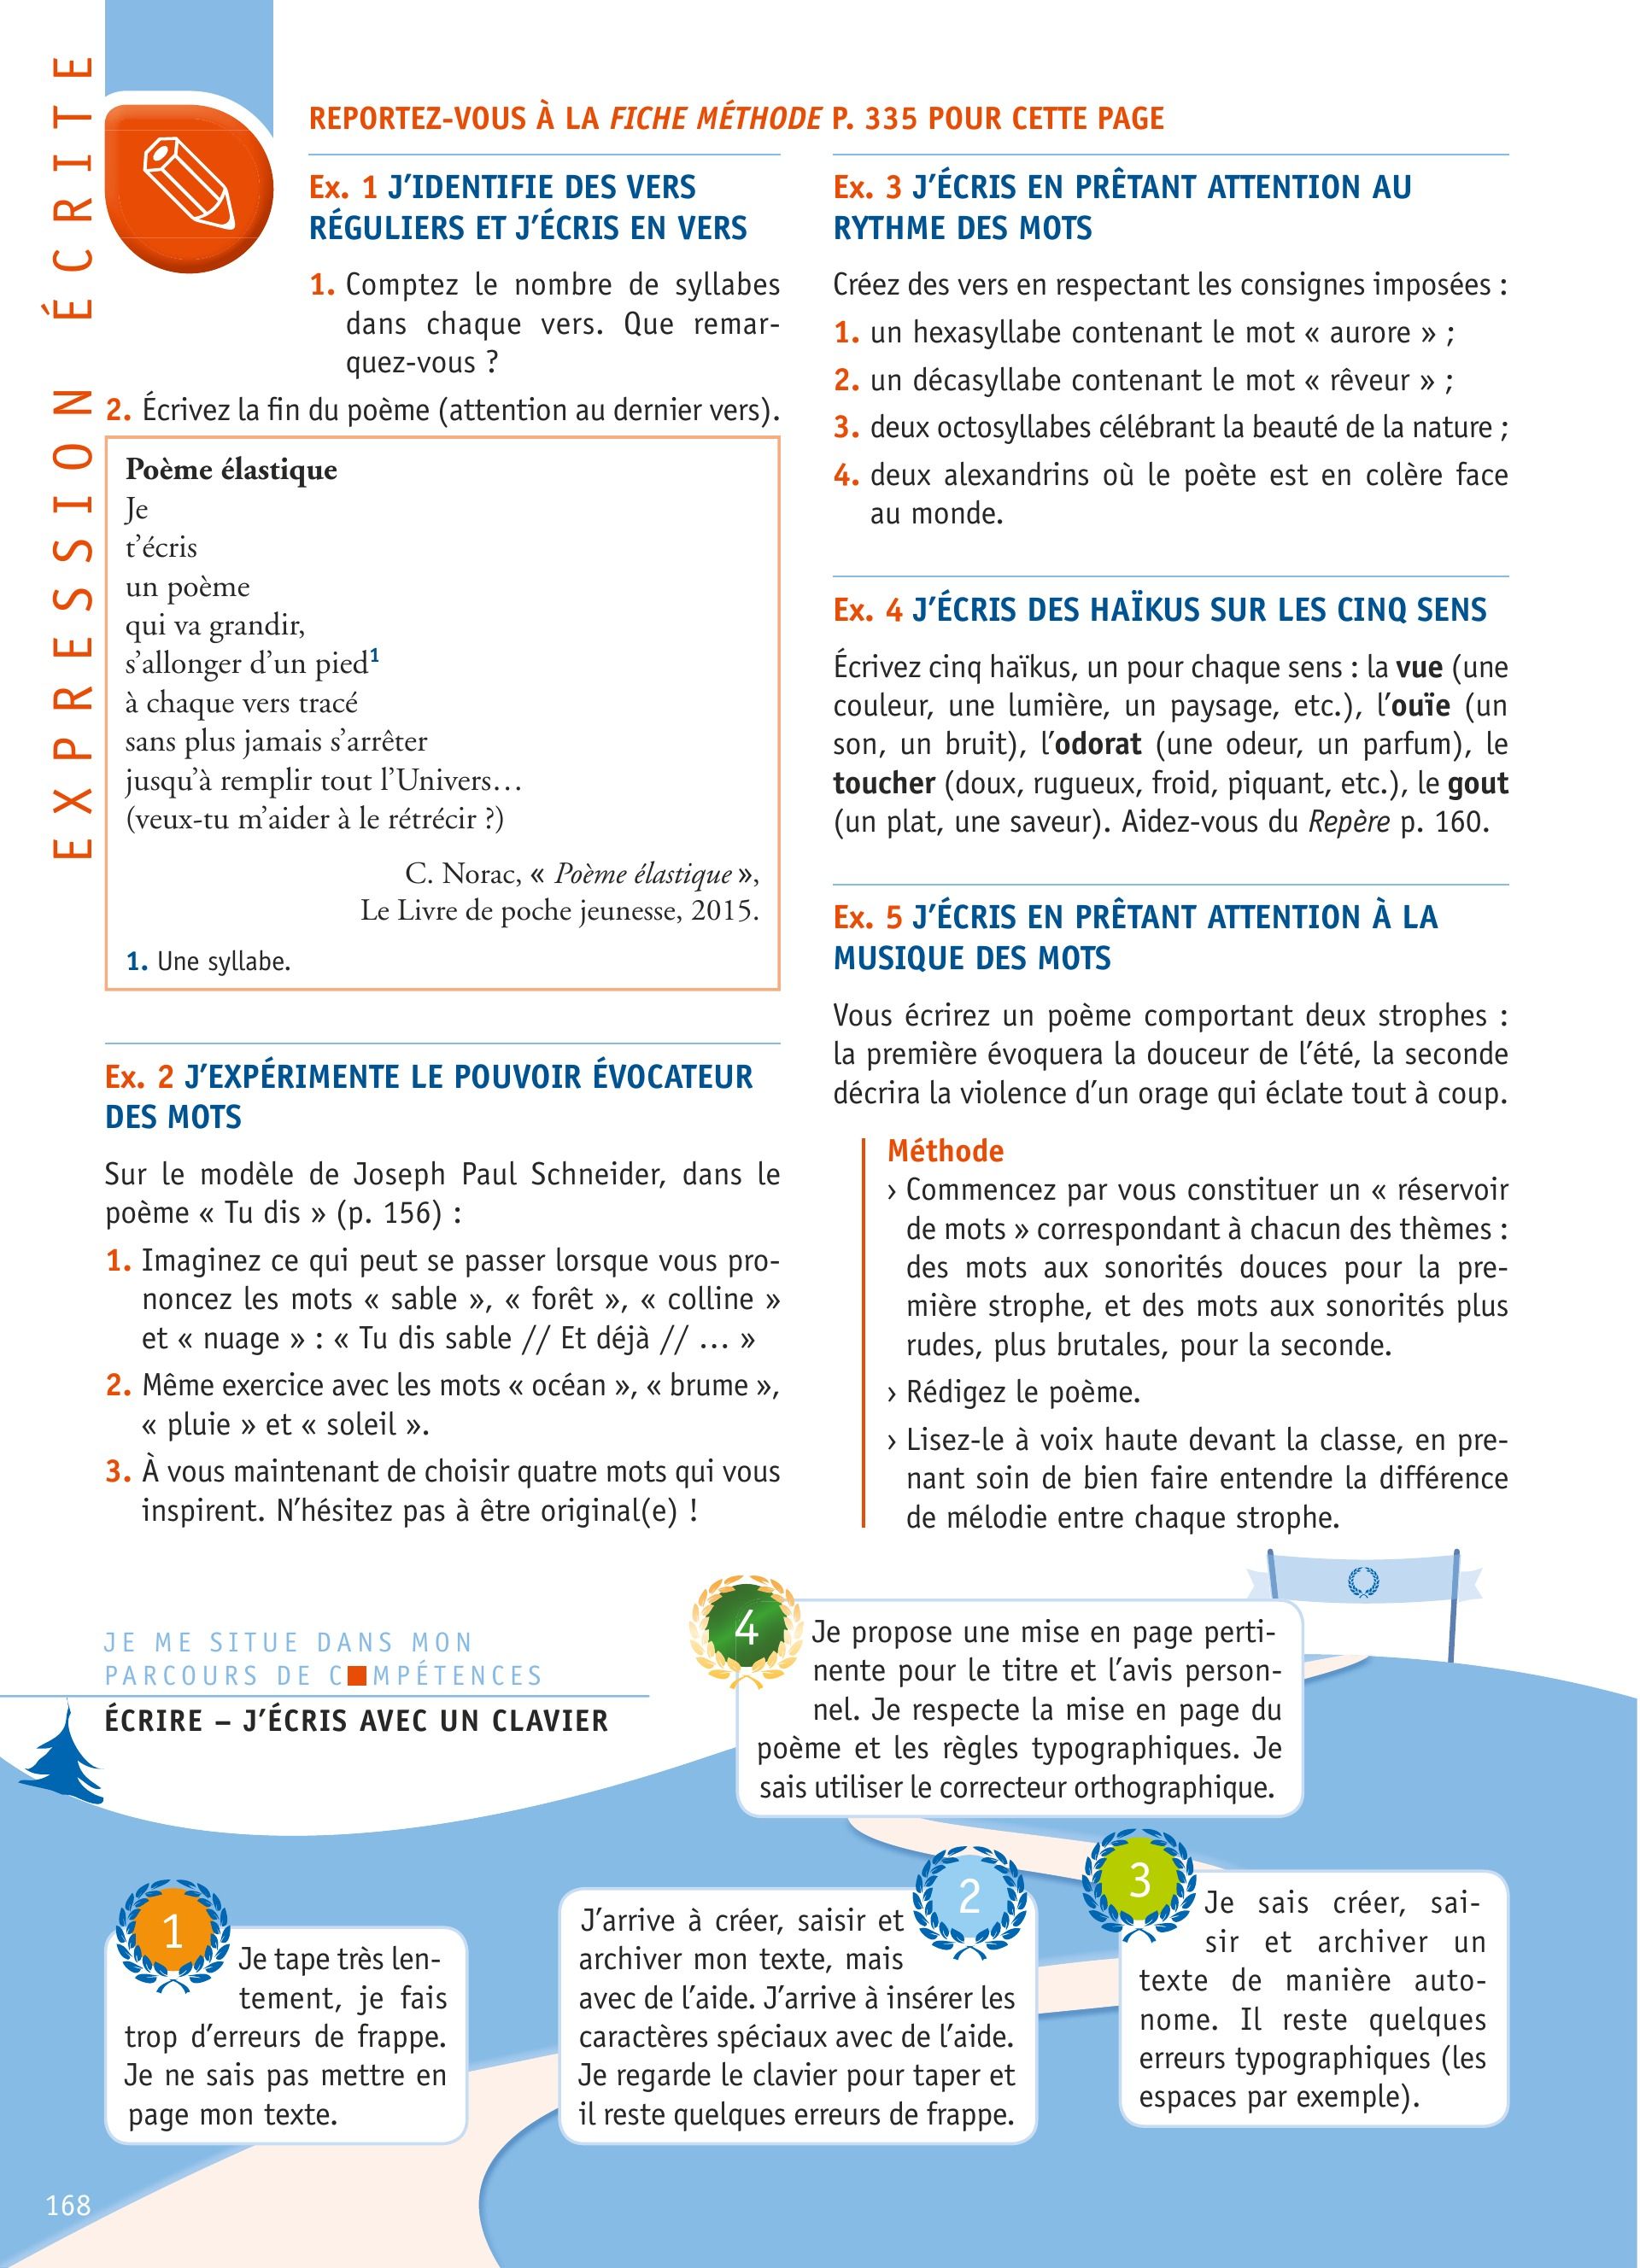 EXPRESSION ÉCRITE
REPORTEZ-VOUS À LA FICHE MÉTHODE P. 335 POUR CETTE PAGE
Ex. 1 J’IDENTIFIE DES VERS
RÉGULIERS ET J’ÉCRIS EN VERS
1. Comptez le nombre de syllabes
dans chaque vers. Que remar-
quez-vous ?
2. Écrivez la fin du poème (attention au dernier vers).
Poème élastique
Je
t’écris
un poème
qui va grandir,
s’allonger d’un pied1
à chaque vers tracé
sans plus jamais s’arrêter
jusqu’à remplir tout l’Univers…
(veux-tu m’aider à le rétrécir ?)
C. Norac, « Poème élastique »,
Le Livre de poche jeunesse, 2015.
1. Une syllabe.
Ex. 2 J’EXPÉRIMENTE LE POUVOIR ÉVOCATEUR
DES MOTS
Sur le modèle de Joseph Paul Schneider, dans le
poème « Tu dis » (p. 156) :
1. Imaginez ce qui peut se passer lorsque vous pro-
noncez les mots « sable », « forêt », « colline »
et « nuage » : « Tu dis sable // Et déjà // … »
2. Même exercice avec les mots « océan », « brume »,
« pluie » et « soleil ».
3. À vous maintenant de choisir quatre mots qui vous
inspirent. N’hésitez pas à être original(e) !
Ex. 3 J’ÉCRIS EN PRÊTANT ATTENTION AU
RYTHME DES MOTS
Créez des vers en respectant les consignes imposées :
1. un hexasyllabe contenant le mot « aurore » ;
2. un décasyllabe contenant le mot « rêveur » ;
3. deux octosyllabes célébrant la beauté de la nature ;
4. deux alexandrins où le poète est en colère face
au monde.
Ex. 4 J’ÉCRIS DES HAÏKUS SUR LES CINQ SENS
Écrivez cinq haïkus, un pour chaque sens : la vue (une
couleur, une lumière, un paysage, etc.), l’ouïe (un
son, un bruit), l’odorat (une odeur, un parfum), le
toucher (doux, rugueux, froid, piquant, etc.), le gout
(un plat, une saveur). Aidez-vous du Repère p. 160.
Ex. 5 J’ÉCRIS EN PRÊTANT ATTENTION À LA
MUSIQUE DES MOTS
Vous écrirez un poème comportant deux strophes :
la première évoquera la douceur de l’été, la seconde
décrira la violence d’un orage qui éclate tout à coup.
Méthode
› Commencez par vous constituer un « réservoir
de mots » correspondant à chacun des thèmes :
des mots aux sonorités douces pour la pre-
mière strophe, et des mots aux sonorités plus
rudes, plus brutales, pour la seconde.
› Rédigez le poème.
› Lisez-le à voix haute devant la classe, en pre-
nant soin de bien faire entendre la différence
de mélodie entre chaque strophe.
JE ME SITUE DANS MON
PARCOURS DE C■MPÉTENCES
ÉCRIRE – J’ÉCRIS AVEC UN CLAVIER
1
Je tape très len-
tement, je fais
trop d’erreurs de frappe.
Je ne sais pas mettre en
page mon texte.
2
J’arrive à créer, saisir et
archiver mon texte, mais
avec de l’aide. J’arrive à insérer les
caractères spéciaux avec de l’aide.
Je regarde le clavier pour taper et
il reste quelques erreurs de frappe.
3
Je sais créer, sai-
sir et archiver un
texte de manière auto-
nome. Il reste quelques
erreurs typographiques (les
espaces par exemple).
4
Je propose une mise en page perti-
nente pour le titre et l’avis person-
nel. Je respecte la mise en page du
poème et les règles typographiques. Je
sais utiliser le correcteur orthographique.
168